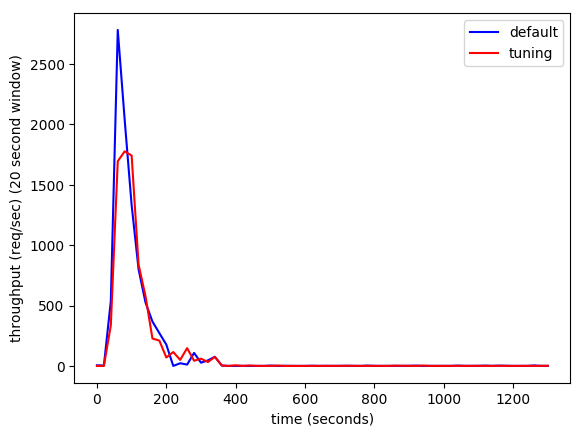 default
tuning
throughput (req/sec) (20 second window)
2500
2000
1500
1000
500
0
0 200 400 600 800 1000 1200
time (seconds)